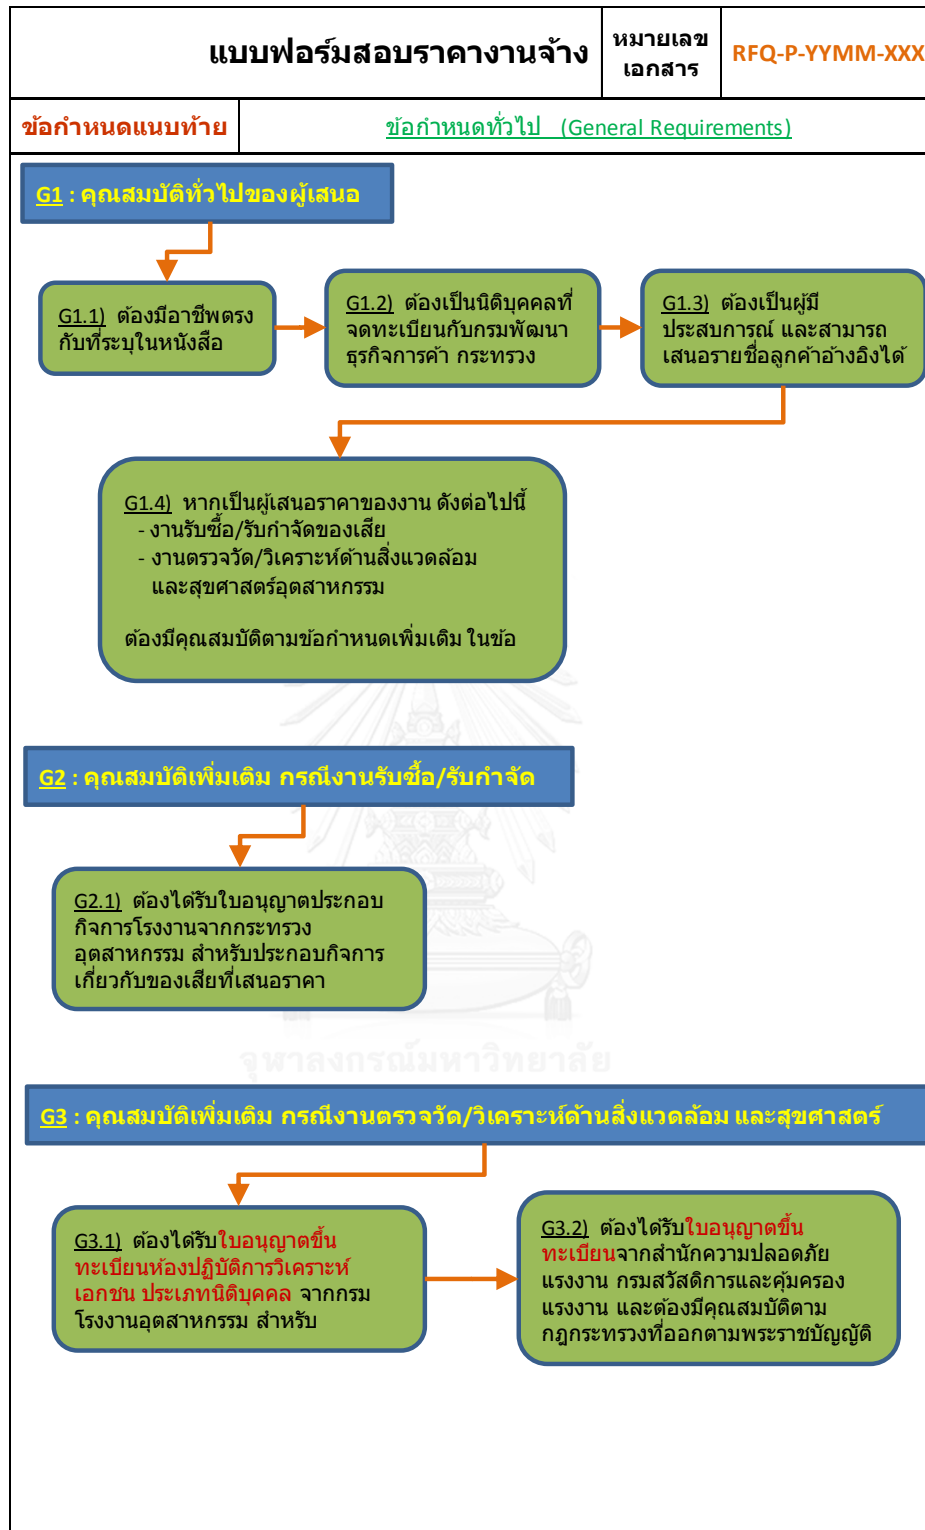 แบบฟอร์มสอบราคางานจ้าง
หมายเลข
เอกสาร
RFQ-P-YYMM-XXX
ข้อกำหนดแนบท้าย
ข้อกำหนดทั่วไป (General Requirements)
G1 : คุณสมบัติทั่วไปของผู้เสนอ
G1.1) ต้องมีอาชีพตรง
กับที่ระบุในหนังสือ
G1.2) ต้องเป็นนิติบุคคลที่
จดทะเบียนกับกรมพัฒนา
ธุรกิจการค้า กระทรวง
G1.3) ต้องเป็นผู้มี
ประสบการณ์ และสามารถ
เสนอรายชื่อลูกค้าอ้างอิงได้
G1.4) หากเป็นผู้เสนอราคาของงาน ดังต่อไปนี้
- งานรับซื้อ/รับกำจัดของเสีย
- งานตรวจวัด/วิเคราะห์ด้านสิ่งแวดล้อม
และสุขศาสตร์อุตสาหกรรม
ต้องมีคุณสมบัติตามข้อกำหนดเพิ่มเติม ในข้อ
G2 : คุณสมบัติเพิ่มเติม กรณีงานรับซื้อ/รับกำจัด
G2.1) ต้องได้รับใบอนุญาตประกอบ
กิจการโรงงานจากกระทรวง
อุตสาหกรรม สำหรับประกอบกิจการ
เกี่ยวกับของเสียที่เสนอราคา
จุฬาลงกรณ์มหาวิทยาลัย
G3 : คุณสมบัติเพิ่มเติม กรณีงานตรวจวัด/วิเคราะห์ด้านสิ่งแวดล้อม และสุขศาสตร์
G3.1) ต้องได้รับใบอนุญาตขึ้น
ทะเบียนห้องปฏิบัติการวิเคราะห์
เอกชน ประเภทนิติบุคคล จากกรม
โรงงานอุตสาหกรรม สำหรับ
G3.2) ต้องได้รับใบอนุญาตขึ้น
ทะเบียนจากสำนักความปลอดภัย
แรงงาน กรมสวัสดิการและคุ้มครอง
แรงงาน และต้องมีคุณสมบัติตาม
กฎกระทรวงที่ออกตามพระราชบัญญัติ